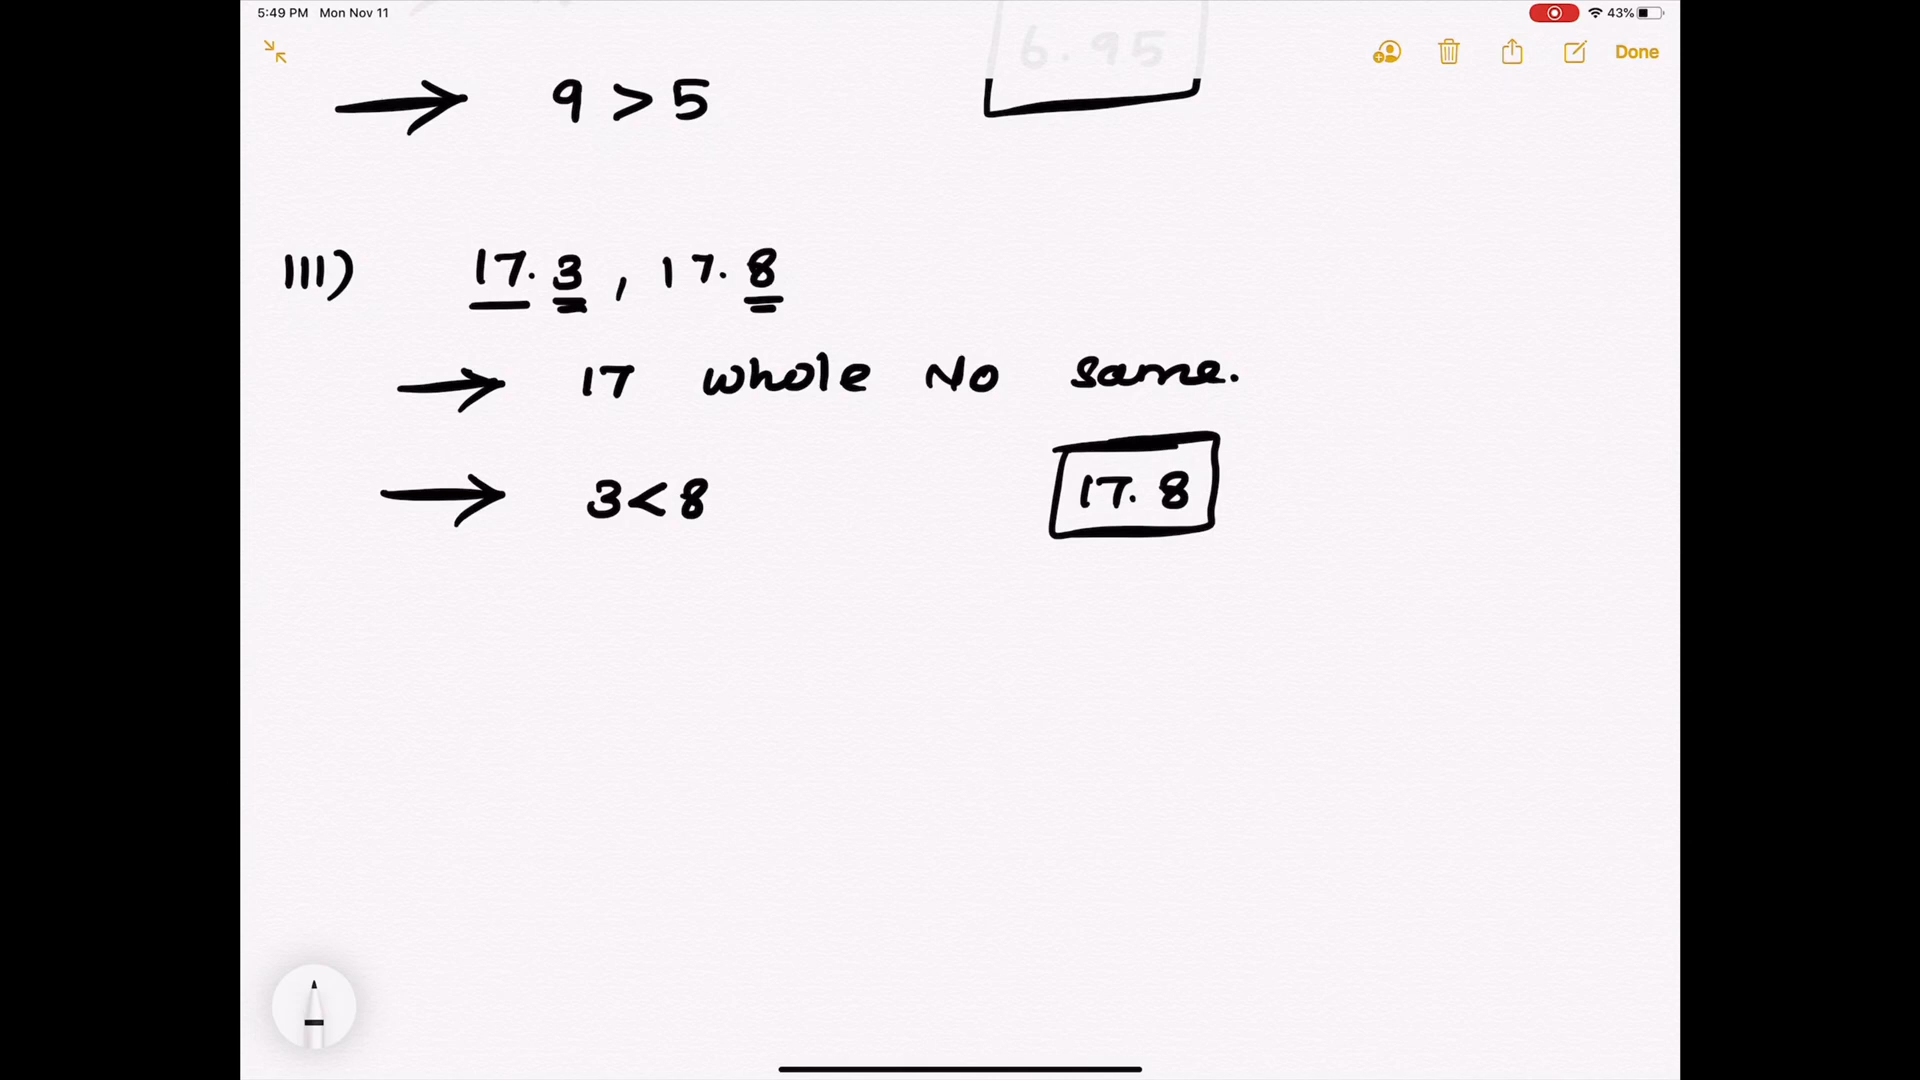 5:49 PM Mon Nov 11
43%
6.95
Done
9 > 5
III) 17.3 , 17.8
17 whole No same.
3 < 8
17.8